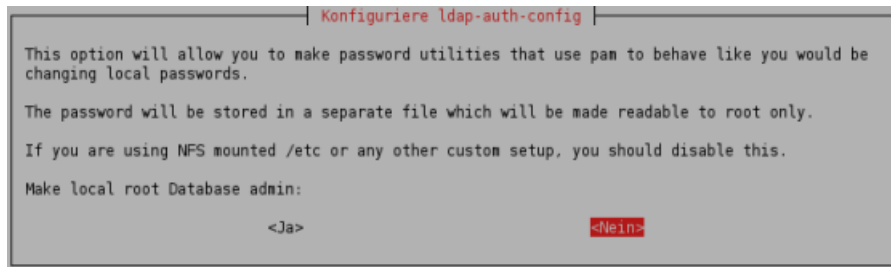 Konfiguriere ldap-auth-config
This option will allow you to make password utilities that use pam to behave like you would be
changing local passwords.
The password will be stored in a separate file which will be made readable to root only.
If you are using NFS mounted /etc or any other custom setup, you should disable this.
Make local root Database admin:
<Ja> <Nein>